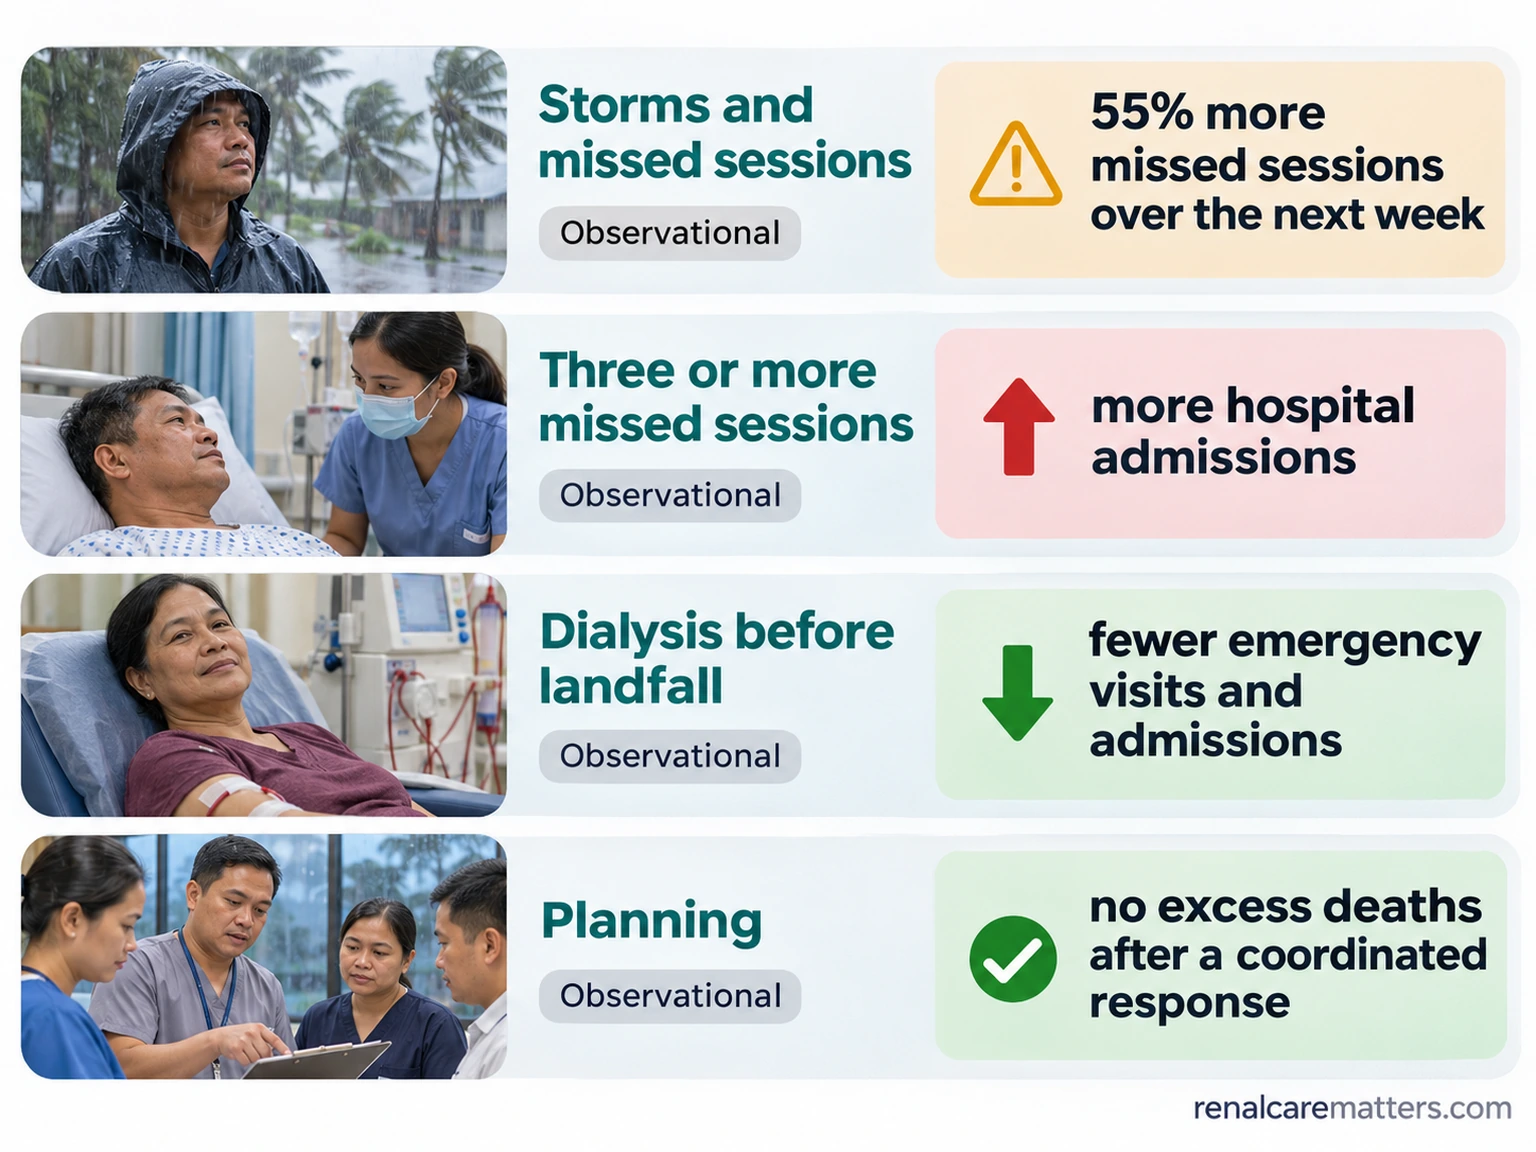 Storms and
missed sessions
Observational
55% more
missed sessions
over the next week
Three or more
missed sessions
Observational
more hospital
admissions
Dialysis before
landfall
Observational
fewer emergency
visits and
admissions
Planning
Observational
no excess deaths
after a coordinated
response
renalcarematters.com